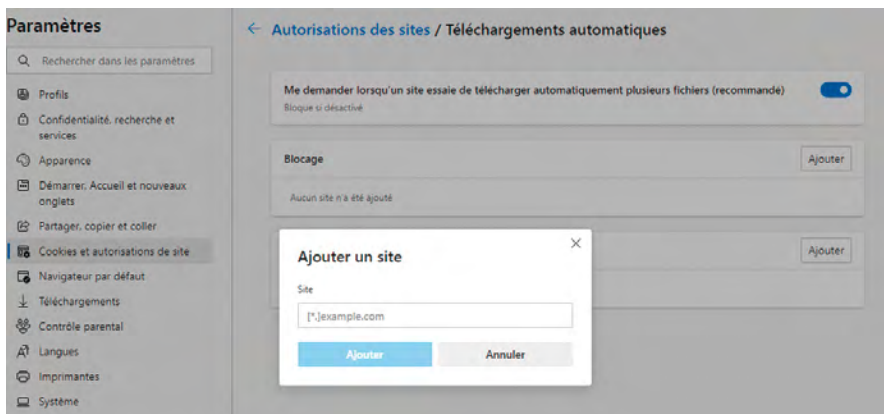 Paramètres
Rechercher dans les paramètres
Profils
Confidentialité, recherche et
services
Apparence
Démarrer, Accueil et nouveaux
onglets
Partager, copier et coller
Cookies et autorisations de site
Navigateur par défaut
Téléchargements
Contrôle parental
Langues
Imprimantes
Système
← Autorisations des sites / Téléchargements automatiques
Me demander lorsqu'un site essaie de télécharger automatiquement plusieurs fichiers (recommandé)
Bloqué si désactivé
Blocage
Ajouter
Aucun site n'a été ajouté
Ajouter
Ajouter un site
Site
[*.]example.com
Ajouter
Annuler